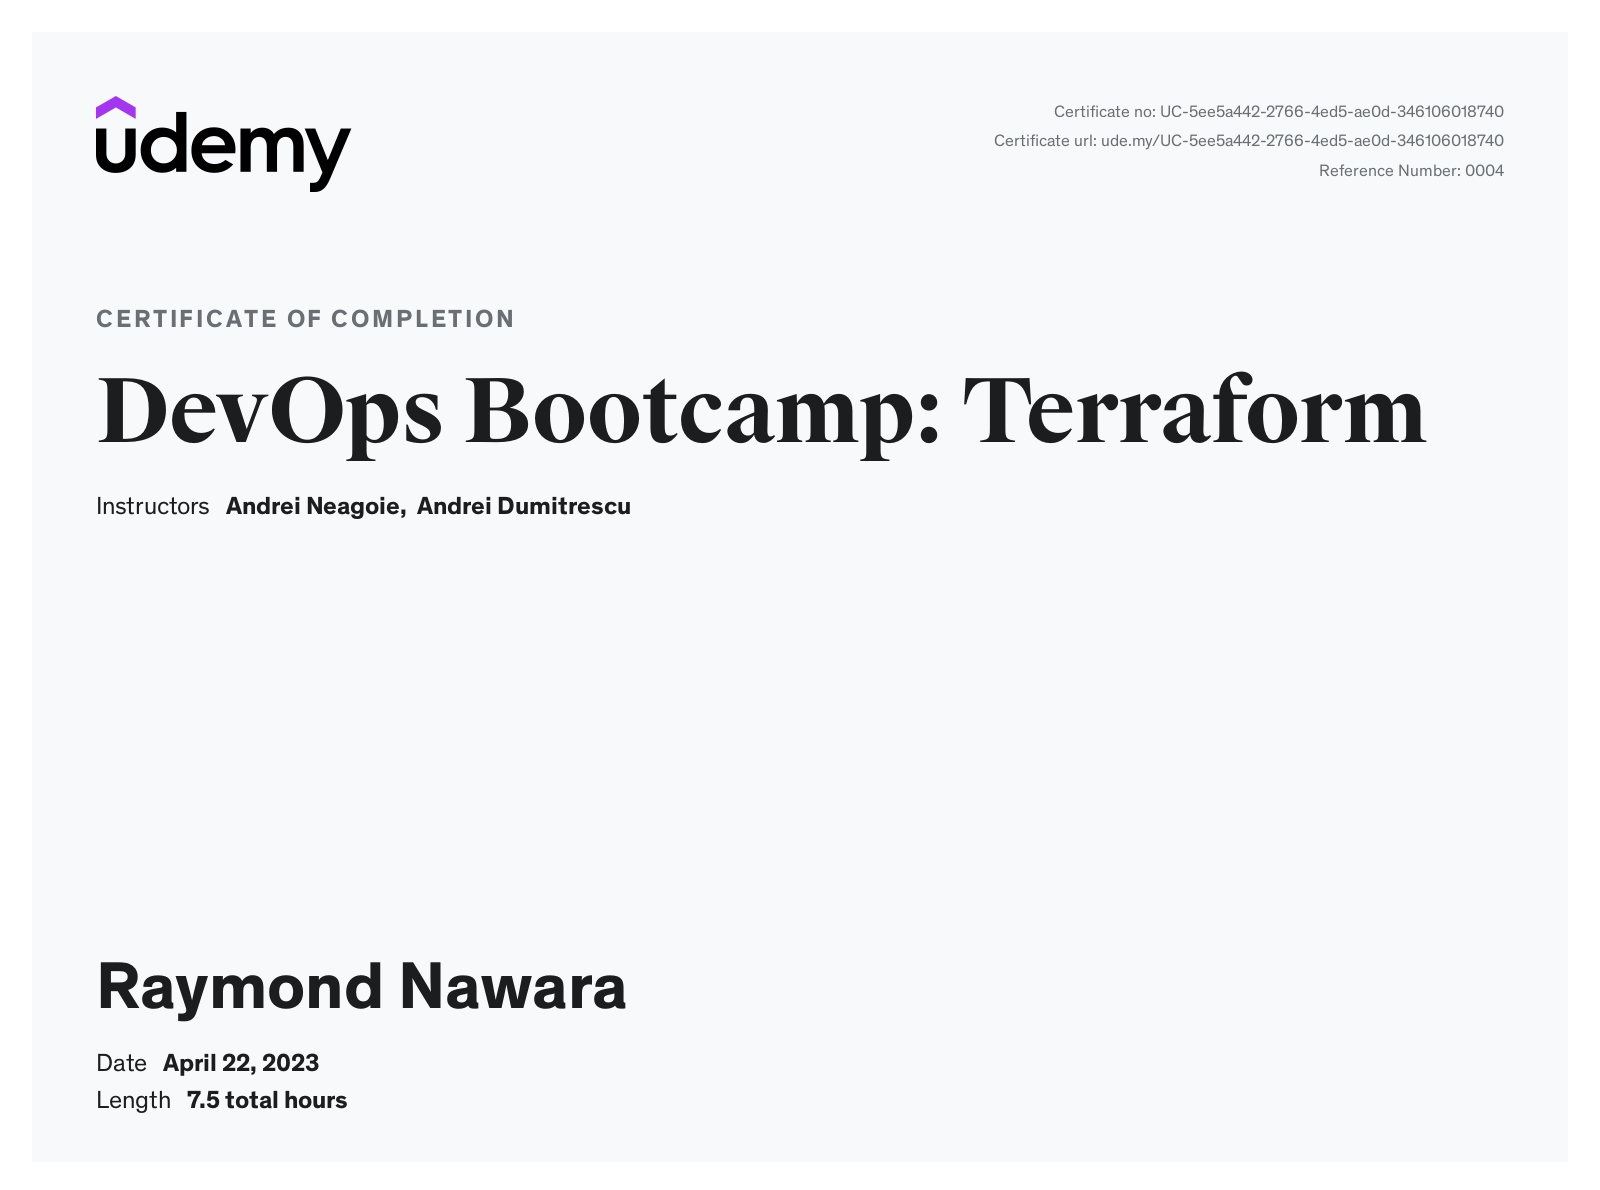 udemy
Certificate no: UC-5ee5a442-2766-4ed5-ae0d-346106018740
Certificate url: ude.my/UC-5ee5a442-2766-4ed5-ae0d-346106018740
Reference Number: 0004
CERTIFICATE OF COMPLETION
DevOps Bootcamp: Terraform
Instructors Andrei Neagoie, Andrei Dumitrescu
Raymond Nawara
Date April 22, 2023
Length 7.5 total hours